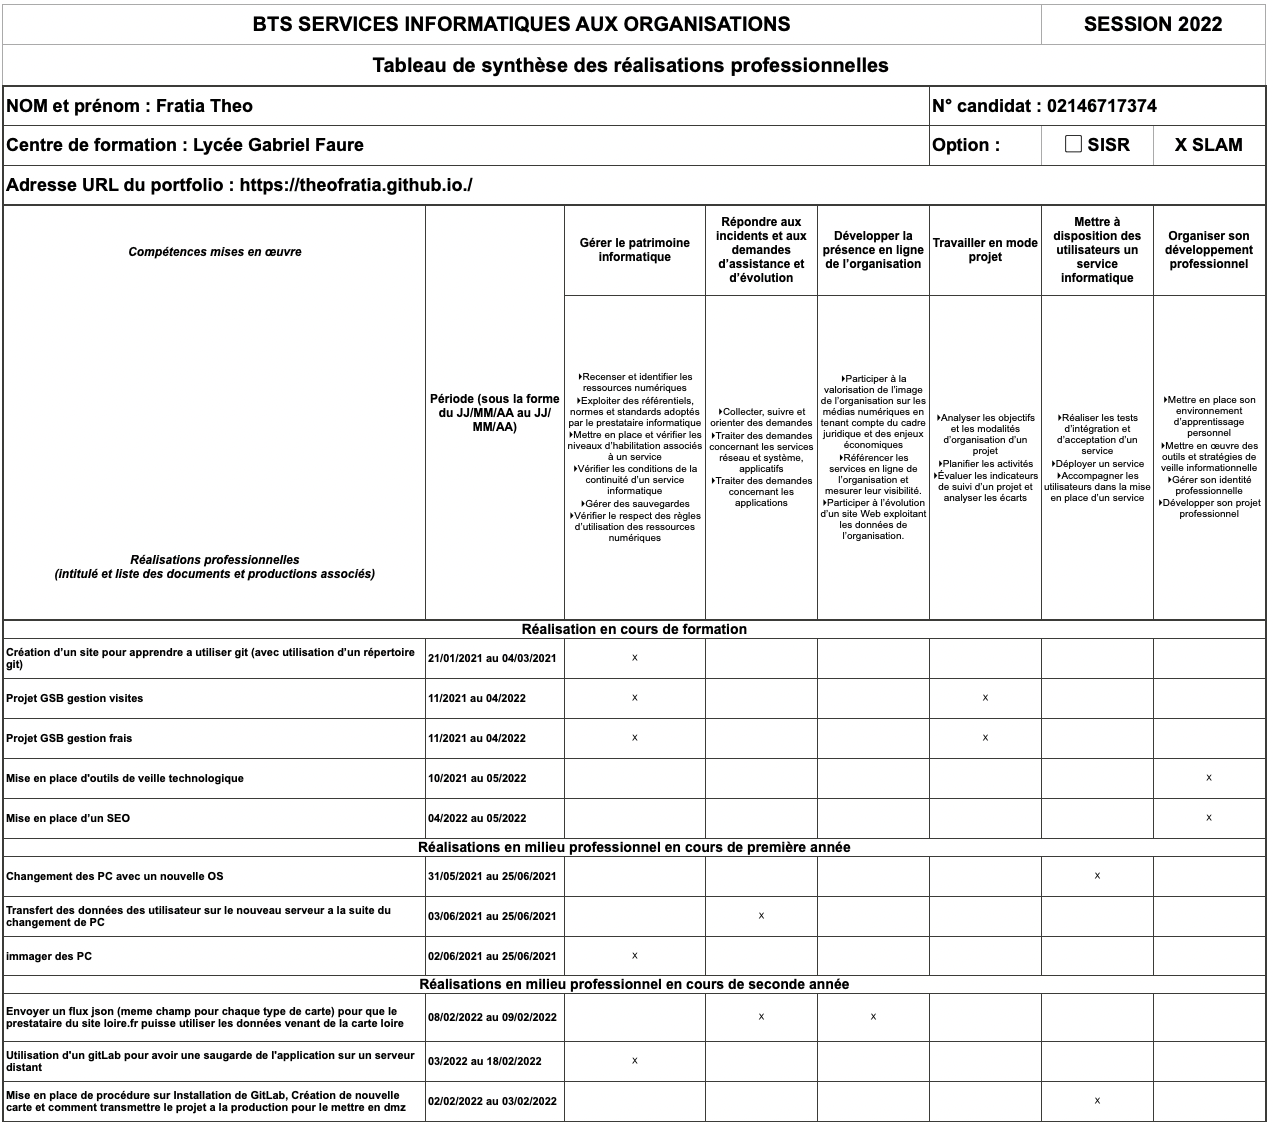 BTS SERVICES INFORMATIQUES AUX ORGANISATIONS
SESSION 2022
Tableau de synthèse des réalisations professionnelles
NOM et prénom : Fratia Theo
N° candidat : 02146717374
Centre de formation : Lycée Gabriel Faure
Option :
SISR
X SLAM
Adresse URL du portfolio : https://theofratia.github.io./
Compétences mises en œuvre
Réalisations professionnelles
(intitulé et liste des documents et productions associés)
Période (sous la forme
du JJ/MM/AA au JJ/
MM/AA)
Gérer le patrimoine
informatique
Répondre aux
incidents et aux
demandes
d’assistance et
d’évolution
Développer la
présence en ligne
de l’organisation
Travailler en mode
projet
Mettre à
disposition des
utilisateurs un
service
informatique
Organiser son
développement
professionnel
Recenser et identifier les
ressources numériques
Exploiter des référentiels,
normes et standards adoptés
par le prestataire informatique
Mettre en place et vérifier les
niveaux d’habilitation associés
à un service
Vérifier les conditions de la
continuité d’un service
informatique
Gérer des sauvegardes
Vérifier le respect des règles
d’utilisation des ressources
numériques
Collecter, suivre et
orienter des demandes
Traiter des demandes
concernant les services
réseau et système,
applicatifs
Traiter des demandes
concernant les
applications
Participer à la
valorisation de l’image
de l’organisation sur les
médias numériques en
tenant compte du cadre
juridique et des enjeux
économiques
Référencer les
services en ligne de
l’organisation et
mesurer leur visibilité.
Participer à l’évolution
d’un site Web exploitant
les données de
l’organisation.
Analyser les objectifs
et les modalités
d’organisation d’un
projet
Planifier les activités
Évaluer les indicateurs
de suivi d’un projet et
analyser les écarts
Réaliser les tests
d’intégration et
d’acceptation d’un
service
Déployer un service
Accompagner les
utilisateurs dans la mise
en place d’un service
Mettre en place son
environnement
d’apprentissage
personnel
Mettre en œuvre des
outils et stratégies de
veille informationnelle
Gérer son identité
professionnelle
Développer son projet
professionnel
Réalisation en cours de formation
Création d’un site pour apprendre a utiliser git (avec utilisation d’un répertoire
git)
21/01/2021 au 04/03/2021
x
Projet GSB gestion visites
11/2021 au 04/2022
x
x
Projet GSB gestion frais
11/2021 au 04/2022
x
x
Mise en place d'outils de veille technologique
10/2021 au 05/2022
x
Mise en place d’un SEO
04/2022 au 05/2022
x
Réalisations en milieu professionnel en cours de première année
Changement des PC avec un nouvelle OS
31/05/2021 au 25/06/2021
x
Transfert des données des utilisateur sur le nouveau serveur a la suite du
changement de PC
03/06/2021 au 25/06/2021
x
immager des PC
02/06/2021 au 25/06/2021
x
Réalisations en milieu professionnel en cours de seconde année
Envoyer un flux json (meme champ pour chaque type de carte) pour que le
prestataire du site loire.fr puisse utiliser les données venant de la carte loire
08/02/2022 au 09/02/2022
x
x
Utilisation d'un gitLab pour avoir une saugarde de l'application sur un serveur
distant
03/2022 au 18/02/2022
x
Mise en place de procédure sur Installation de GitLab, Création de nouvelle
carte et comment transmettre le projet a la production pour le mettre en dmz
02/02/2022 au 03/02/2022
x